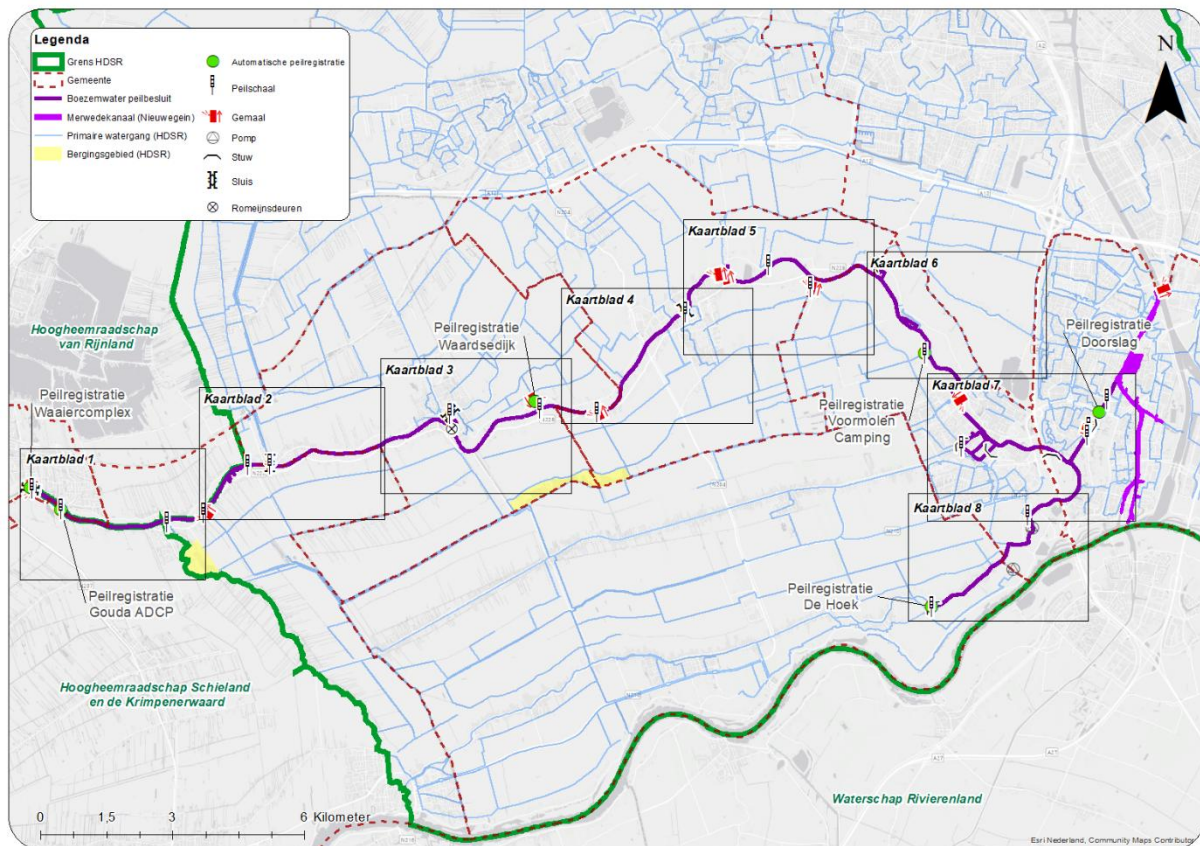 Legenda
Grens HDSR
Gemeente
Boezemwater peilbesluit
Merwedekanaal (Nieuwegein)
Primaire watergang (HDSR)
Bergingsgebied (HDSR)
Automatische peilregistratie
Peilschaal
Gemaal
Pomp
Stuw
Sluis
Romeijnsdeuren
N
Kaartblad 5
Kaartblad 6
Kaartblad 4
Hoogheemraadschap
van Rijnland
Peilregistratie
Waardsedijk
Peilregistratie
Doorslag
Kaartblad 3
Kaartblad 2
Kaartblad 7
Peilregistratie
Waaiercomplex
Peilregistratie
Voormolen
Camping
Kaartblad 1
Kaartblad 8
Peilregistratie
Gouda ADCP
Peilregistratie
De Hoek
Hoogheemraadschap Schieland
en de Krimpenerwaard
Waterschap Rivierenland
0 1,5 3 6 Kilometer
Esri Nederland, Community Maps Contributor